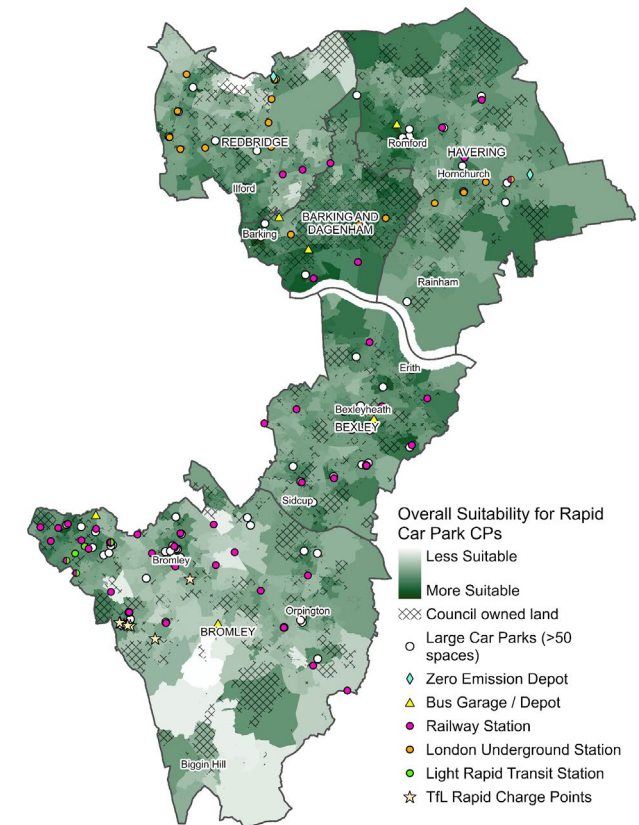 REDBRIDGE
Romford
HAVERING
Hornchurch
Ilford
BARKING AND
DAGENHAM
Barking
Rainham
Erith
Bexleyheath
BEXLEY
Sidcup
Bromley
Orpington
BROMLEY
Biggin Hill
Overall Suitability for Rapid
Car Park CPs
Less Suitable
More Suitable
Council owned land
Large Car Parks (>50
spaces)
Zero Emission Depot
Bus Garage / Depot
Railway Station
London Underground Station
Light Rapid Transit Station
TfL Rapid Charge Points